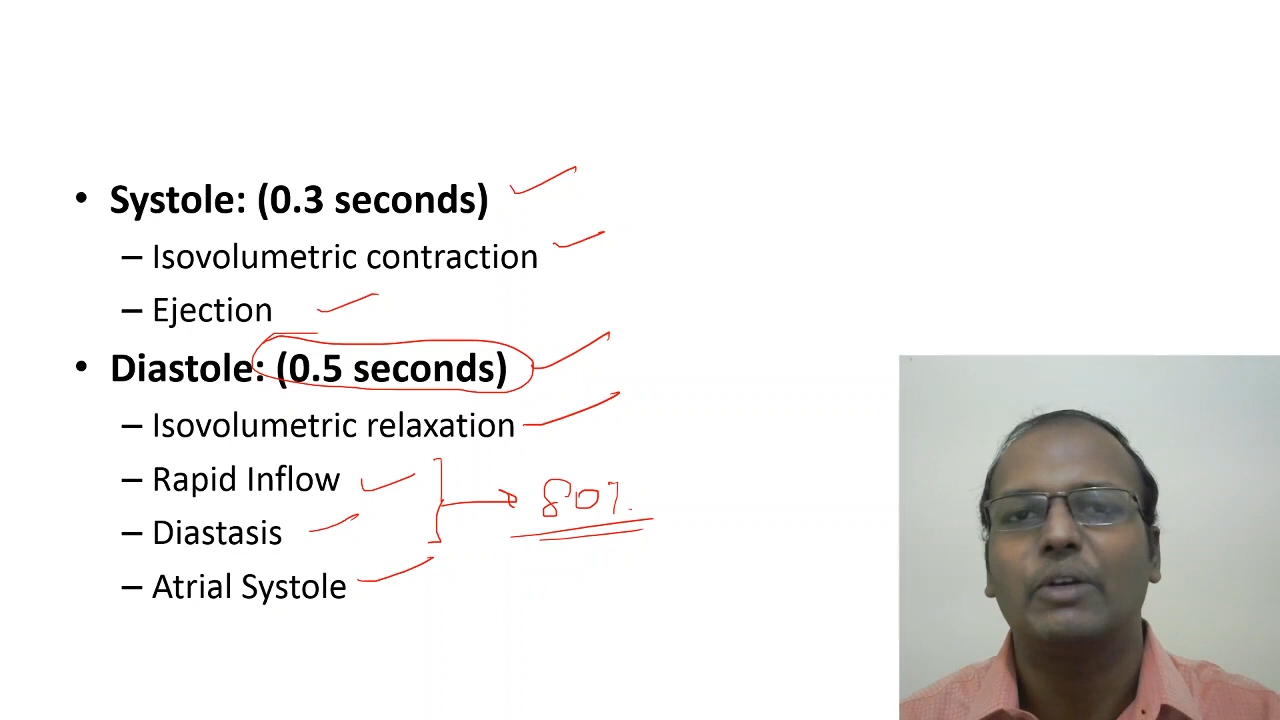 • Systole: (0.3 seconds)
– Isovolumetric contraction
– Ejection
• Diastole: (0.5 seconds)
– Isovolumetric relaxation
– Rapid Inflow
– Diastasis
80%
– Atrial Systole